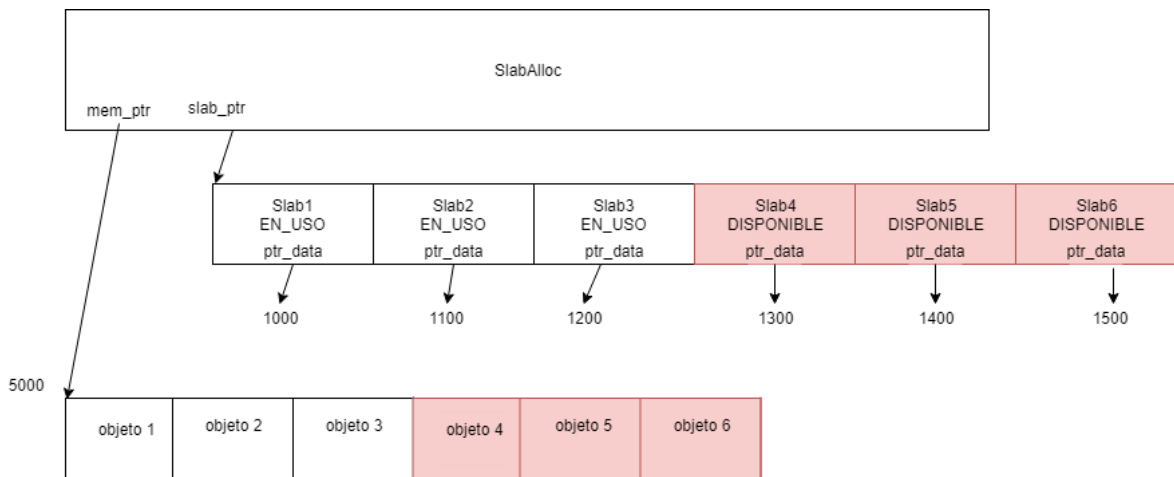 SlabAlloc
mem_ptr slab_ptr
Slab1 Slab2 Slab3 Slab4 Slab5 Slab6
EN_USO EN_USO EN_USO DISPONIBLE DISPONIBLE DISPONIBLE
ptr_data ptr_data ptr_data ptr_data ptr_data ptr_data
1000 1100 1200 1300 1400 1500
5000
objeto 1 objeto 2 objeto 3 objeto 4 objeto 5 objeto 6